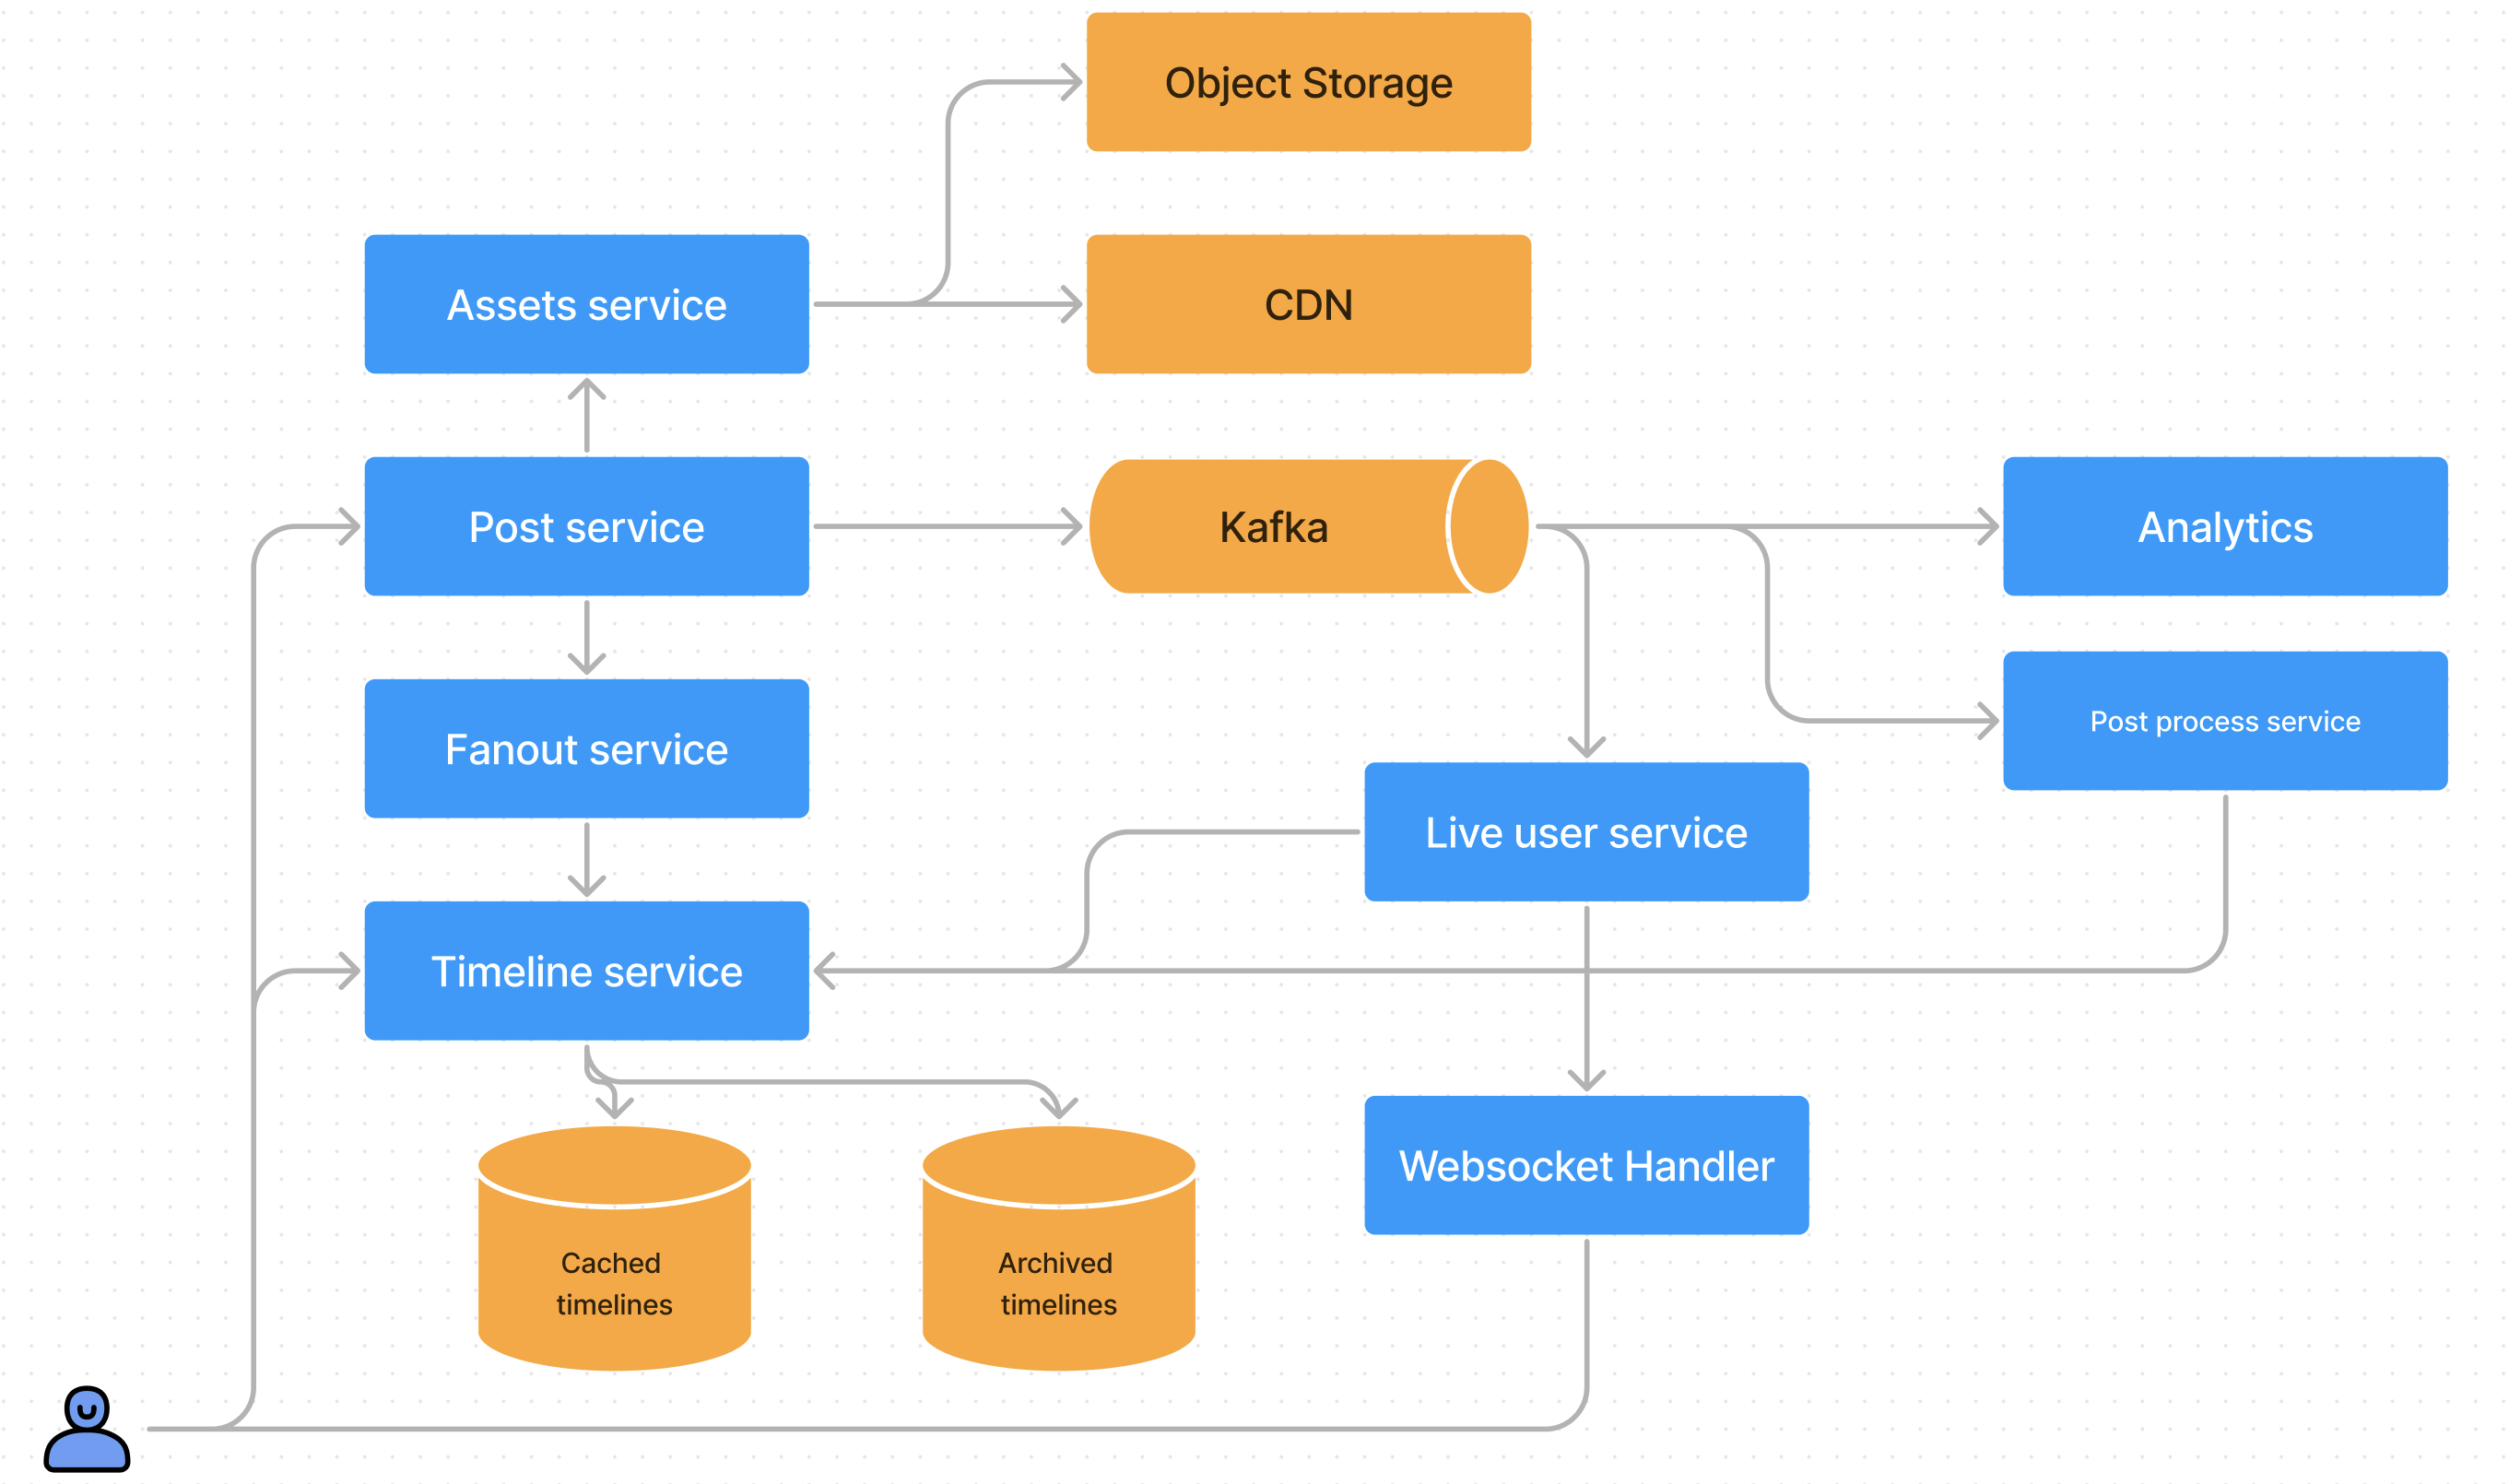 Object Storage
Assets service
CDN
Post service
Kafka
Analytics
Fanout service
Post process service
Live user service
Timeline service
Websocket Handler
Cached
timelines
Archived
timelines